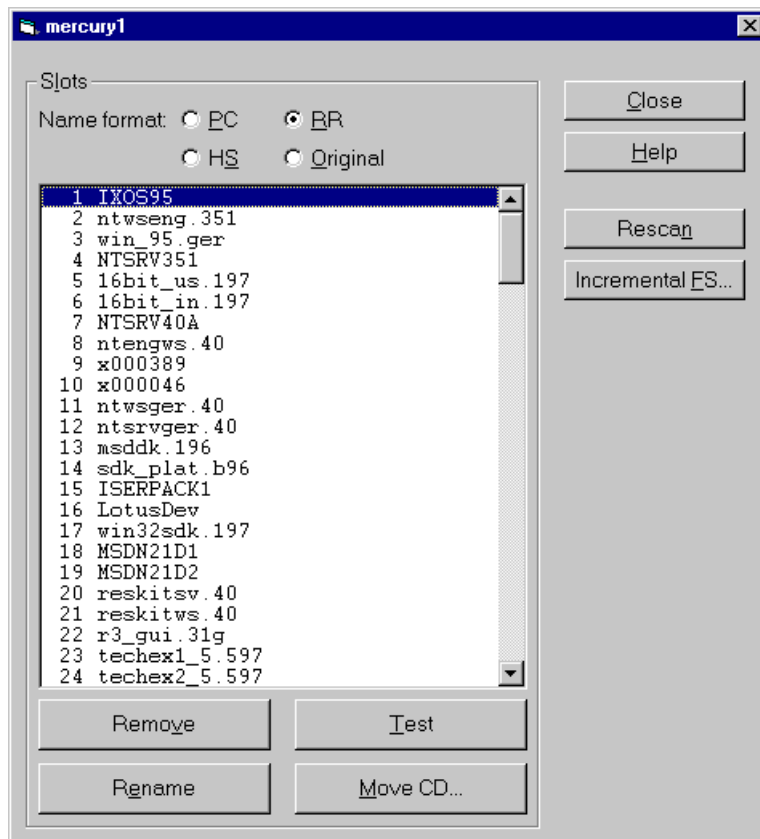 mercury1
Slots
Name format: PC RR
HS Original
1 IXOS95
2 ntwseng.351
3 win_95.ger
4 NTSRV351
5 16bit_us.197
6 16bit_in.197
7 NTSRV40A
8 ntengws.40
9 x000389
10 x000046
11 ntwsger.40
12 ntsrvger.40
13 msddk.196
14 sdk_plat.b96
15 ISERPACK1
16 LotusDev
17 win32sdk.197
18 MSDN21D1
19 MSDN21D2
20 reskitsv.40
21 reskitws.40
22 r3_gui.31g
23 techex1_5.597
24 techex2_5.597
Remove Test
Rename Move CD...
Close
Help
Rescan
Incremental FS...